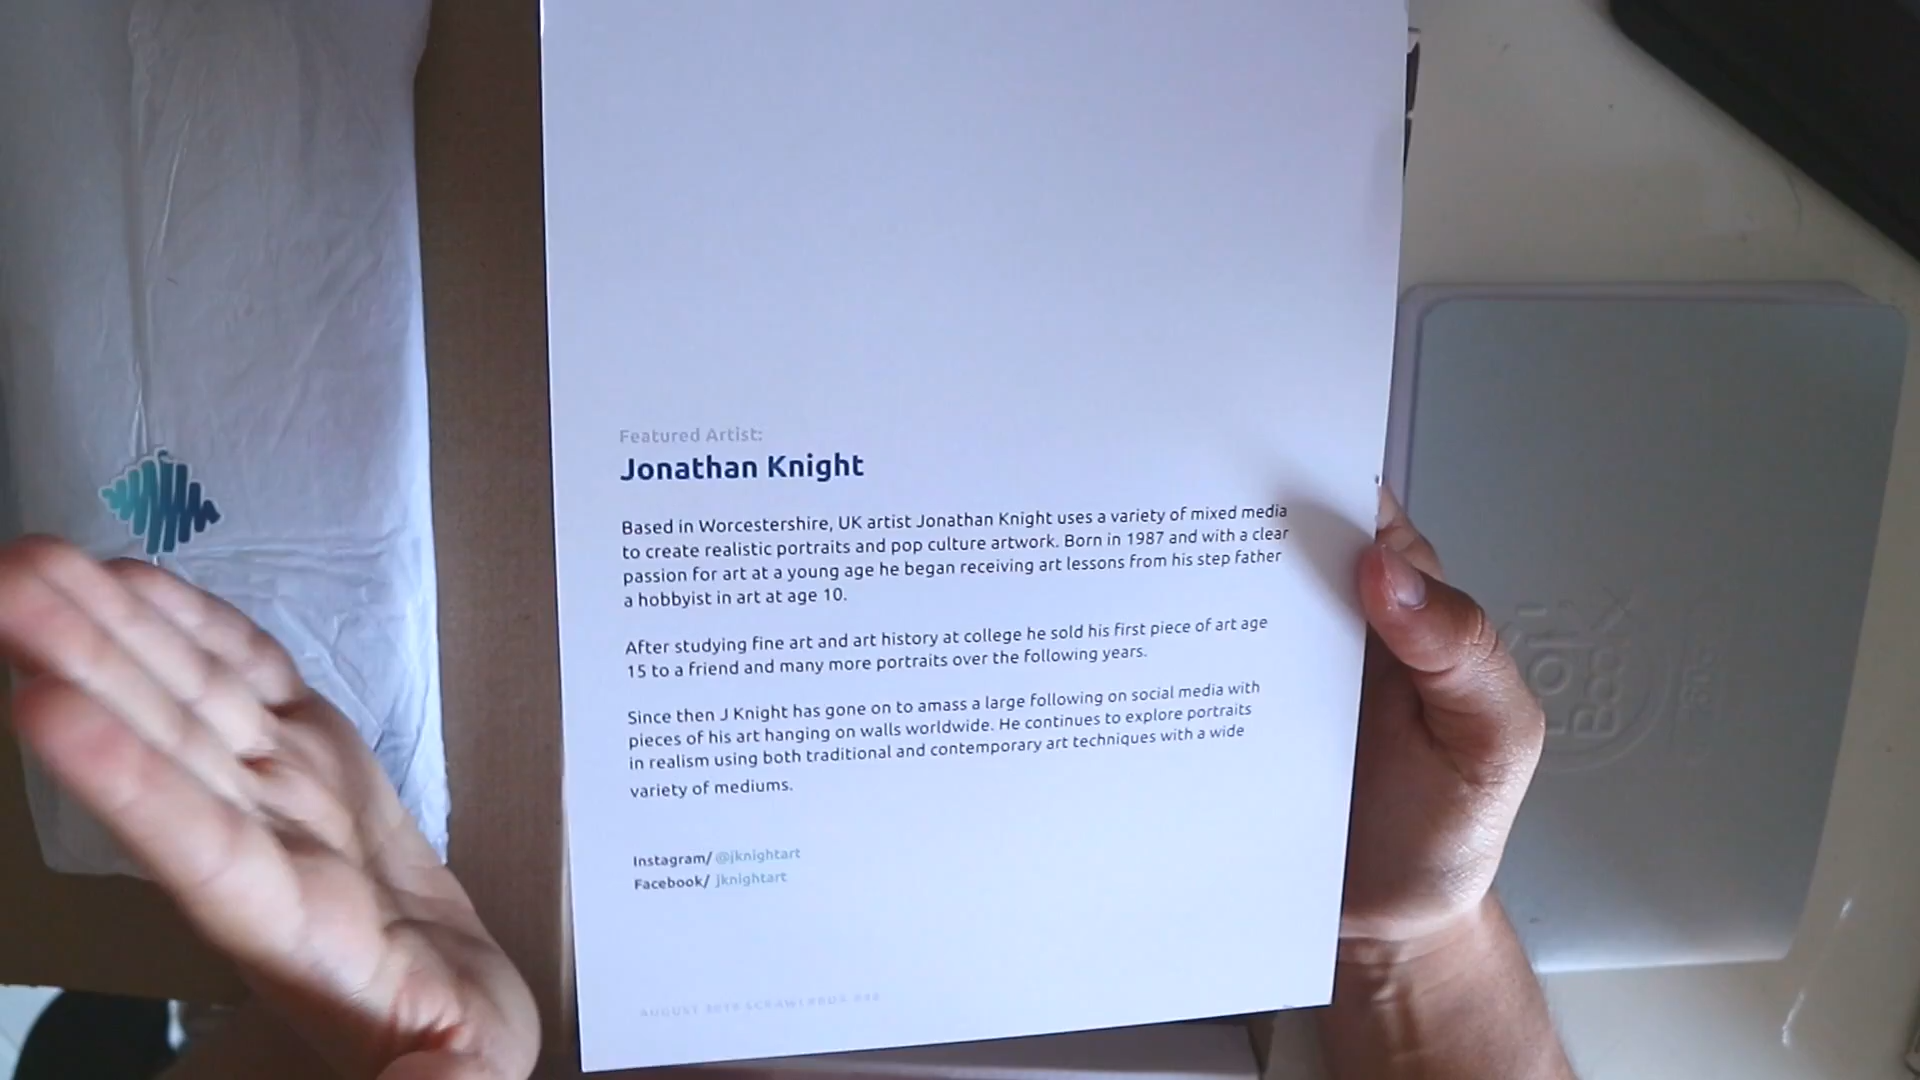 Featured Artist:
Jonathan Knight
Based in Worcestershire, UK artist Jonathan Knight uses a variety of mixed media
to create realistic portraits and pop culture artwork. Born in 1987 and with a clear
passion for art at a young age he began receiving art lessons from his step father
a hobbyist in art at age 10.
After studying fine art and art history at college he sold his first piece of art age
15 to a friend and many more portraits over the following years.
Since then J Knight has gone on to amass a large following on social media with
pieces of his art hanging on walls worldwide. He continues to explore portraits
in realism using both traditional and contemporary art techniques with a wide
variety of mediums.
Instagram/ @jknightart
Facebook/ jknightart
AUGUST SCRAWLRBOX